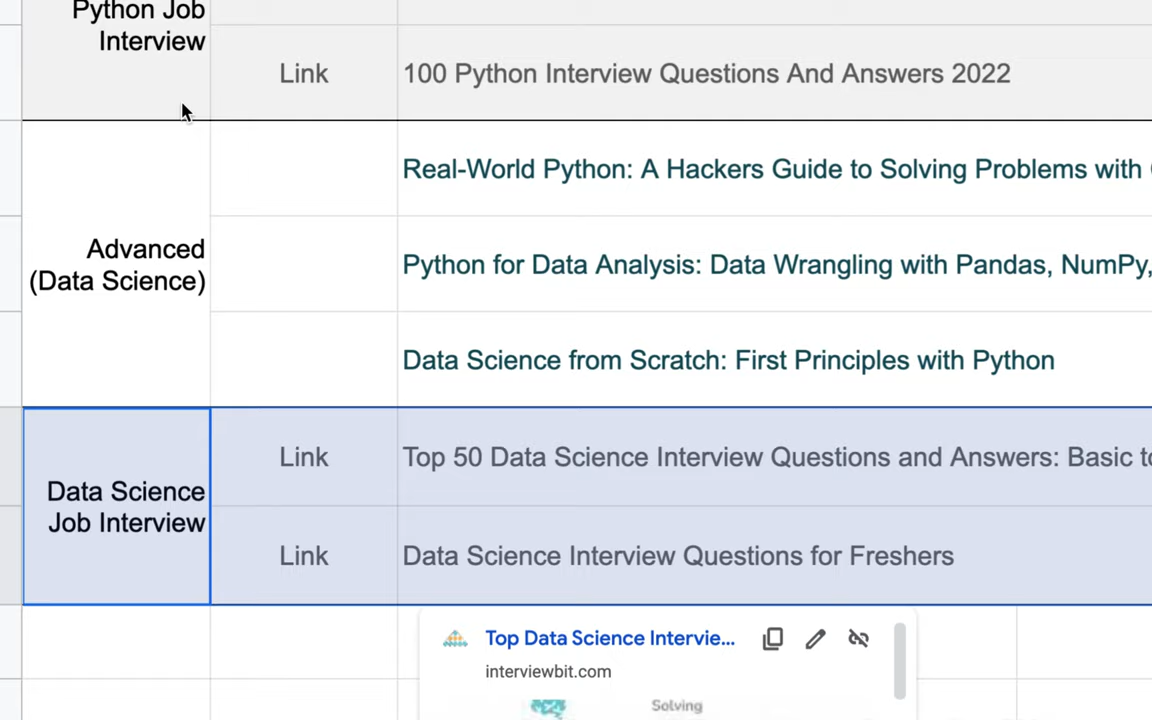 Python Job
Interview
Link
100 Python Interview Questions And Answers 2022
Real-World Python: A Hackers Guide to Solving Problems with
Advanced
(Data Science)
Python for Data Analysis: Data Wrangling with Pandas, NumPy,
Data Science from Scratch: First Principles with Python
Data Science
Job Interview
Link
Top 50 Data Science Interview Questions and Answers: Basic to
Link
Data Science Interview Questions for Freshers
Top Data Science Intervie...
interviewbit.com
Solving